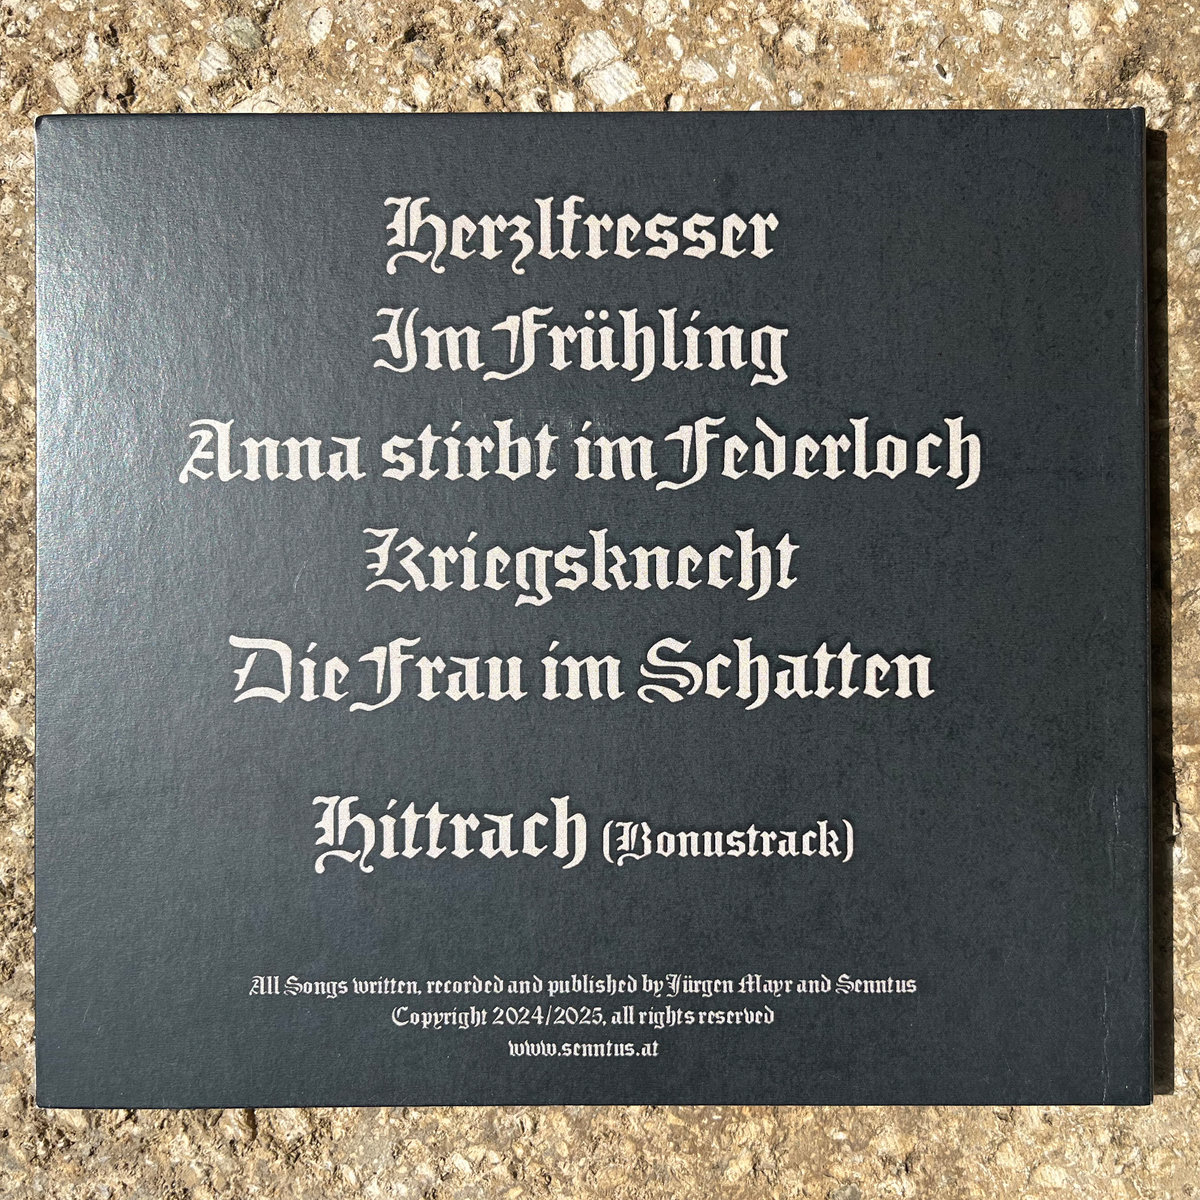 Herzlfresser
Im Frühling
Anna stirbt im Federloch
Kriegsknecht
Die Frau im Schatten
Hittrach (Bonustrack)
All Songs written, recorded and published by Jürgen Mayr and Senntus
Copyright 2024/2025, all rights reserved
www.senntus.at